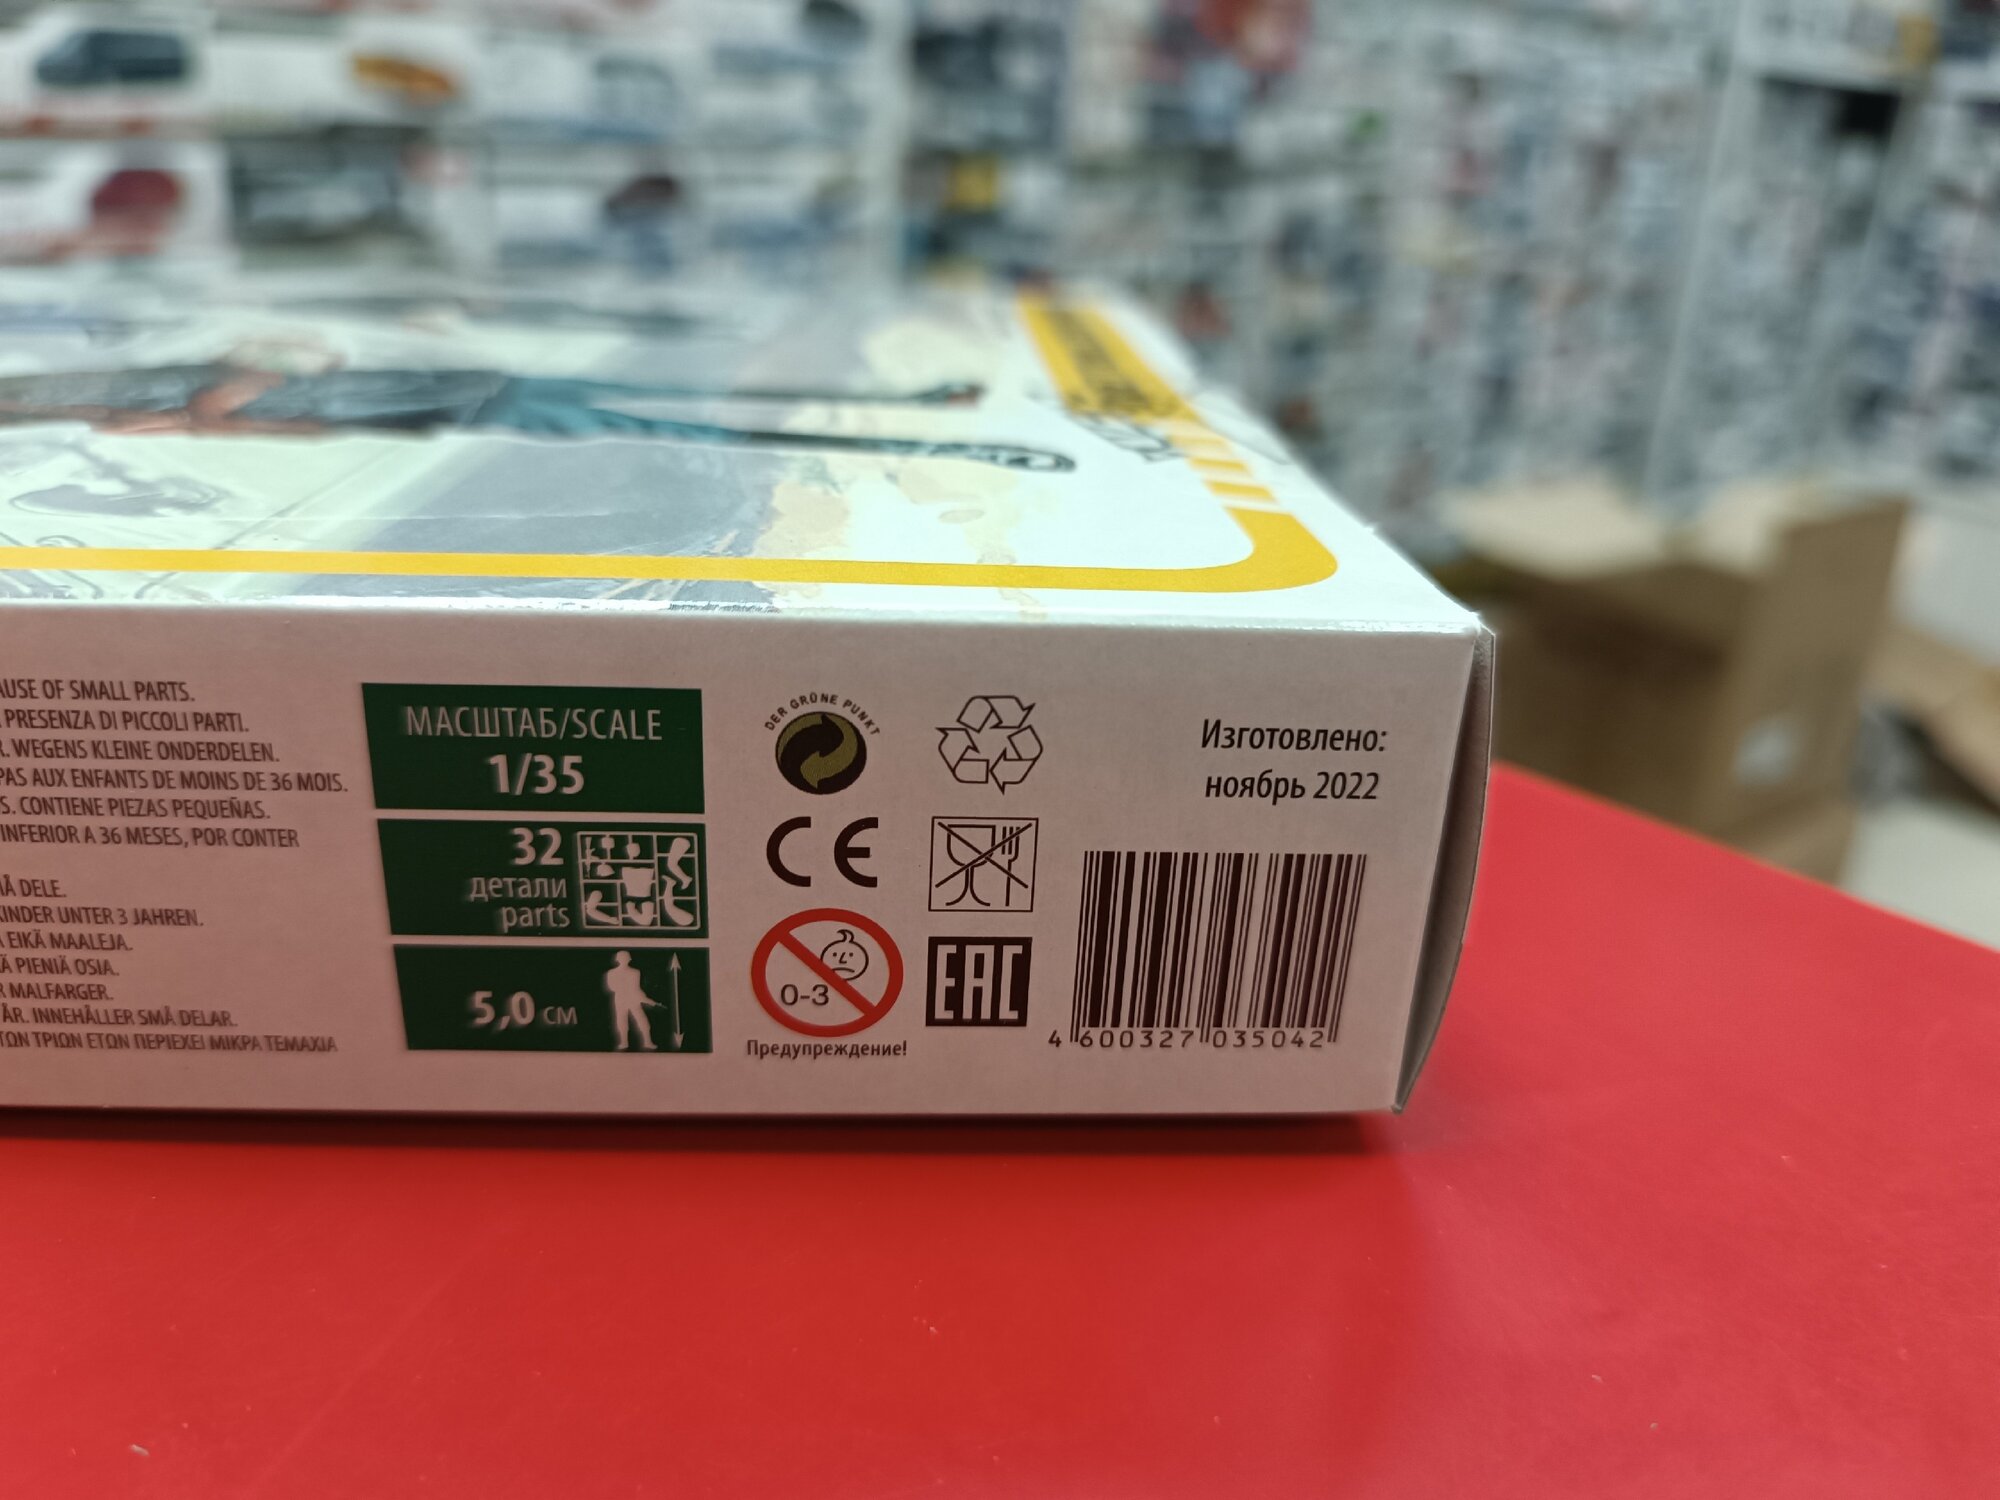 AUSE OF SMALL PARTS.
PRESENZA DI PICCOLI PARTI.
R. WEGENS KLEINE ONDERDELEN.
PAS AUX ENFANTS DE MOINS DE 36 MOIS.
S. CONTIENE PIEZAS PEQUEÑAS.
INFERIOR A 36 MESES, POR CONTER
Å DELE.
KINDER UNTER 3 JAHREN.
A EIKÄ MAALEJA.
Ä PIENIÄ OSIA.
R MALFARGER.
ÅR. INNEHÅLLER SMÅ DELAR.
ΤΩΝ ΤΡΙΩΝ ΕΤΩΝ ΠΕΡΙΕΧΕΙ ΜΙΚΡΑ ΤΕΜΑΧΙΑ
МАСШТАБ/SCALE
1/35
32
детали
parts
5,0 см
DER GRÜNE PUNKT
CE
0-3
Предупреждение!
EAC
Изготовлено:
ноябрь 2022
4 600327 035042